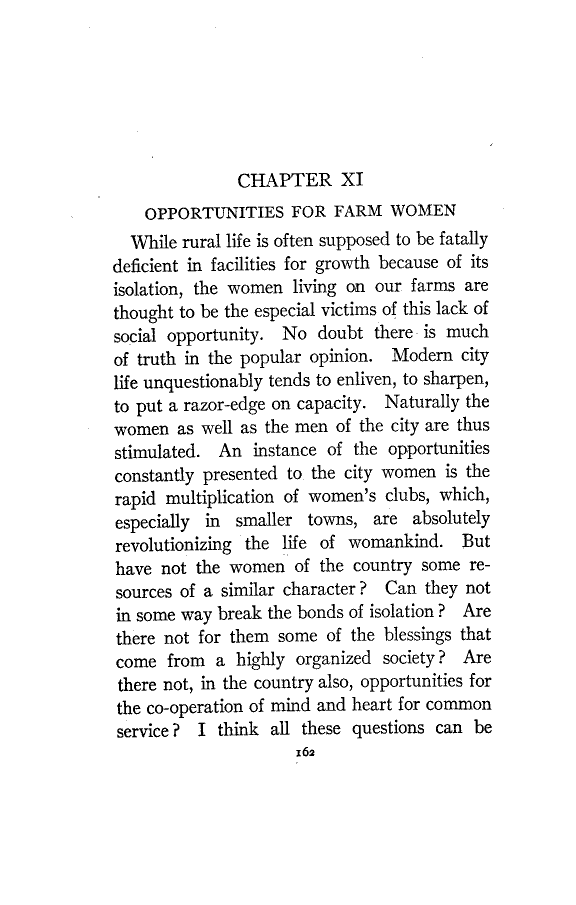 CHAPTER XI
OPPORTUNITIES FOR FARM WOMEN
While rural life is often supposed to be fatally
deficient in facilities for growth because of its
isolation, the women living on our farms are
thought to be the especial victims of this lack of
social opportunity. No doubt there is much
of truth in the popular opinion. Modern city
life unquestionably tends to enliven, to sharpen,
to put a razor-edge on capacity. Naturally the
women as well as the men of the city are thus
stimulated. An instance of the opportunities
constantly presented to the city women is the
rapid multiplication of women's clubs, which,
especially in smaller towns, are absolutely
revolutionizing the life of womankind. But
have not the women of the country some re-
sources of a similar character? Can they not
in some way break the bonds of isolation? Are
there not for them some of the blessings that
come from a highly organized society? Are
there not, in the country also, opportunities for
the co-operation of mind and heart for common
service? I think all these questions can be
162